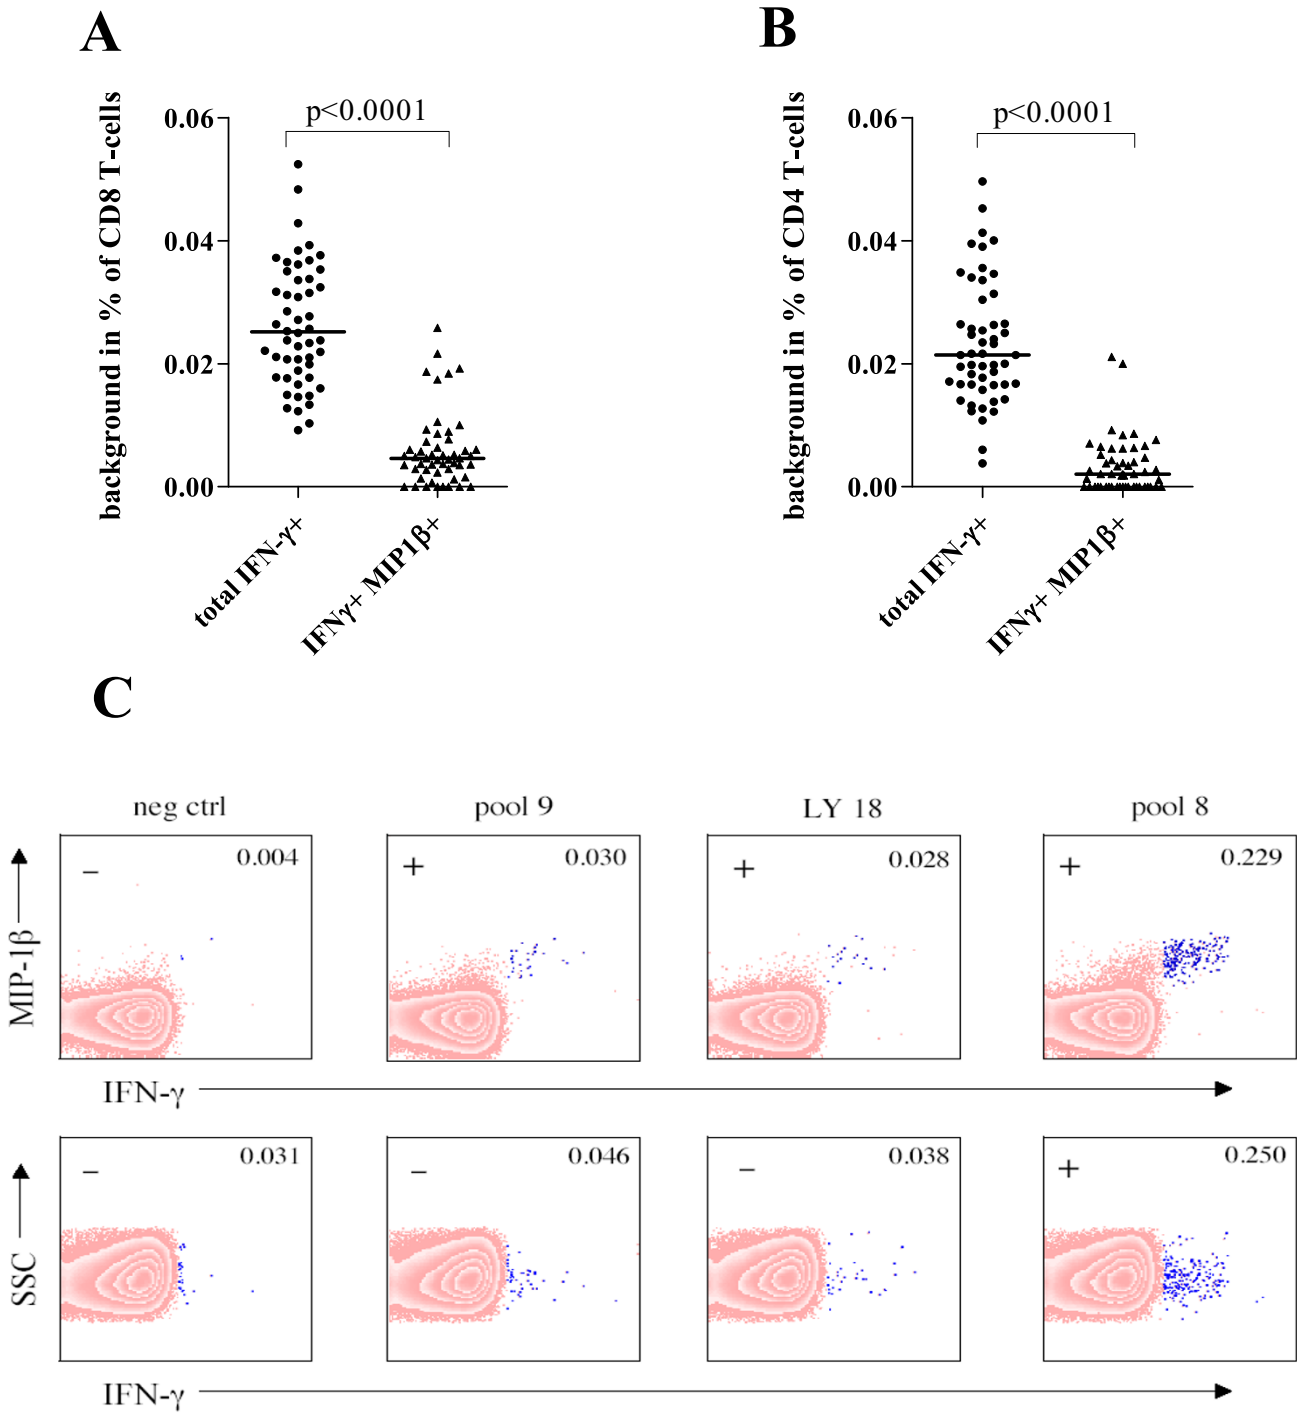 A
B
background in % of CD8 T-cells
0.06
0.04
0.02
0.00
p<0.0001
total IFN-γ+
IFNγ+ MIP1β+
background in % of CD4 T-cells
0.06
0.04
0.02
0.00
p<0.0001
total IFN-γ+
IFNγ+ MIP1β+
C
neg ctrl
pool 9
LY 18
pool 8
MIP-1β
− 0.004
+ 0.030
+ 0.028
+ 0.229
IFN-γ
SSC
− 0.031
− 0.046
− 0.038
+ 0.250
IFN-γ